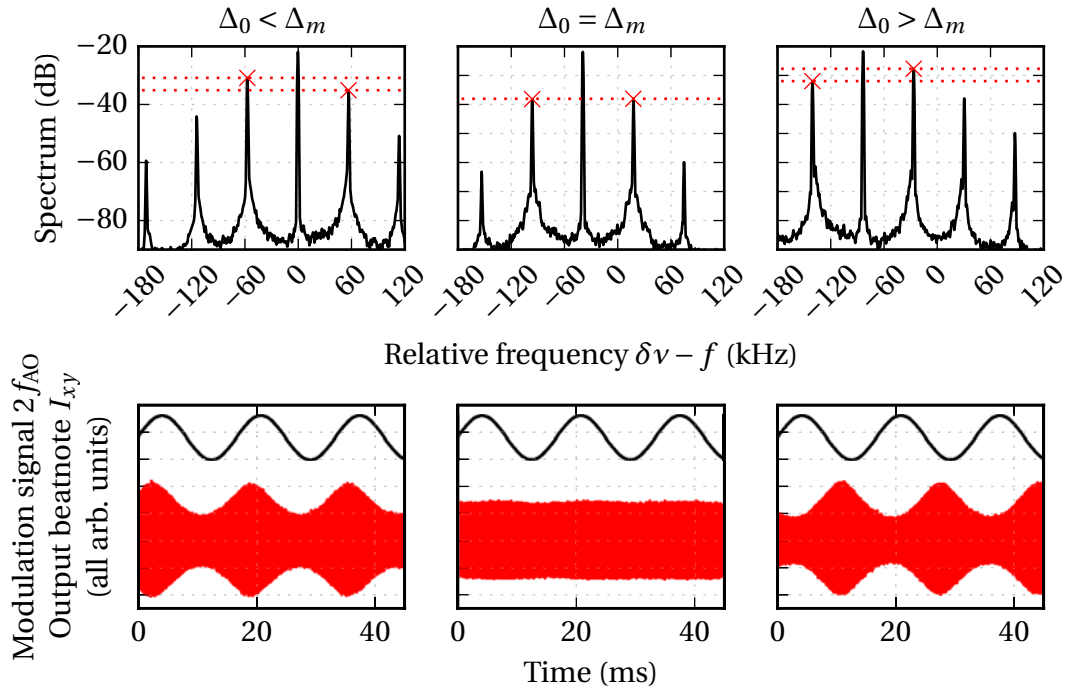 Δ₀ < Δₘ
Δ₀ = Δₘ
Δ₀ > Δₘ
Spectrum (dB)
−20
−40
−60
−80
−180 −120 −60 0 60 120
−180 −120 −60 0 60 120
−180 −120 −60 0 60 120
Relative frequency δν − f (kHz)
Modulation signal 2f_AO
Output beatnote I_xy
(all arb. units)
0 20 40
0 20 40
0 20 40
Time (ms)